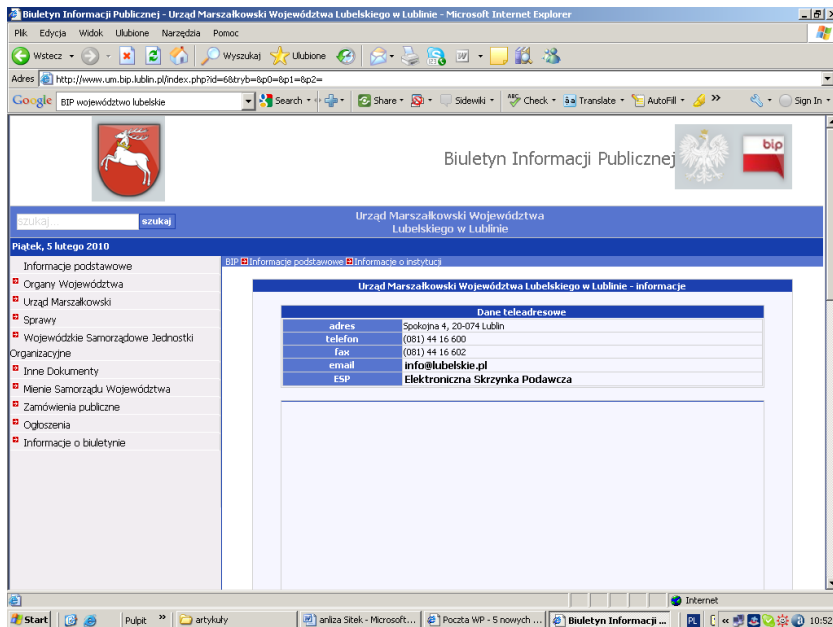 Biuletyn Informacji Publicznej - Urząd Marszałkowski Województwa Lubelskiego w Lublinie - Microsoft Internet Explorer
Plik Edycja Widok Ulubione Narzędzia Pomoc
Wstecz Wyszukaj Ulubione
Adres http://www.um.bip.lublin.pl/index.php?id=6&tryb=&p0=&p1=&p2=
Google BIP województwo lubelskie Search Share Sidewiki Check Translate AutoFill Sign In
Biuletyn Informacji Publicznej
bip
szukaj... szukaj
Urząd Marszałkowski Województwa
Lubelskiego w Lublinie
Piątek, 5 lutego 2010
BIP Informacje podstawowe Informacje o instytucji
Informacje podstawowe
Organy Województwa
Urząd Marszałkowski
Sprawy
Wojewódzkie Samorządowe Jednostki
Organizacyjne
Inne Dokumenty
Mienie Samorządu Województwa
Zamówienia publiczne
Ogłoszenia
Informacje o biuletynie
Urząd Marszałkowski Województwa Lubelskiego w Lublinie - informacje
Dane teleadresowe
adres Spokojna 4, 20-074 Lublin
telefon (081) 44 16 600
fax (081) 44 16 602
email info@lubelskie.pl
ESP Elektroniczna Skrzynka Podawcza
Internet
Start Pulpit » artykuły anliza Sitek - Microsoft... Poczta WP - 5 nowych ... Biuletyn Informacji ... PL « 10:52